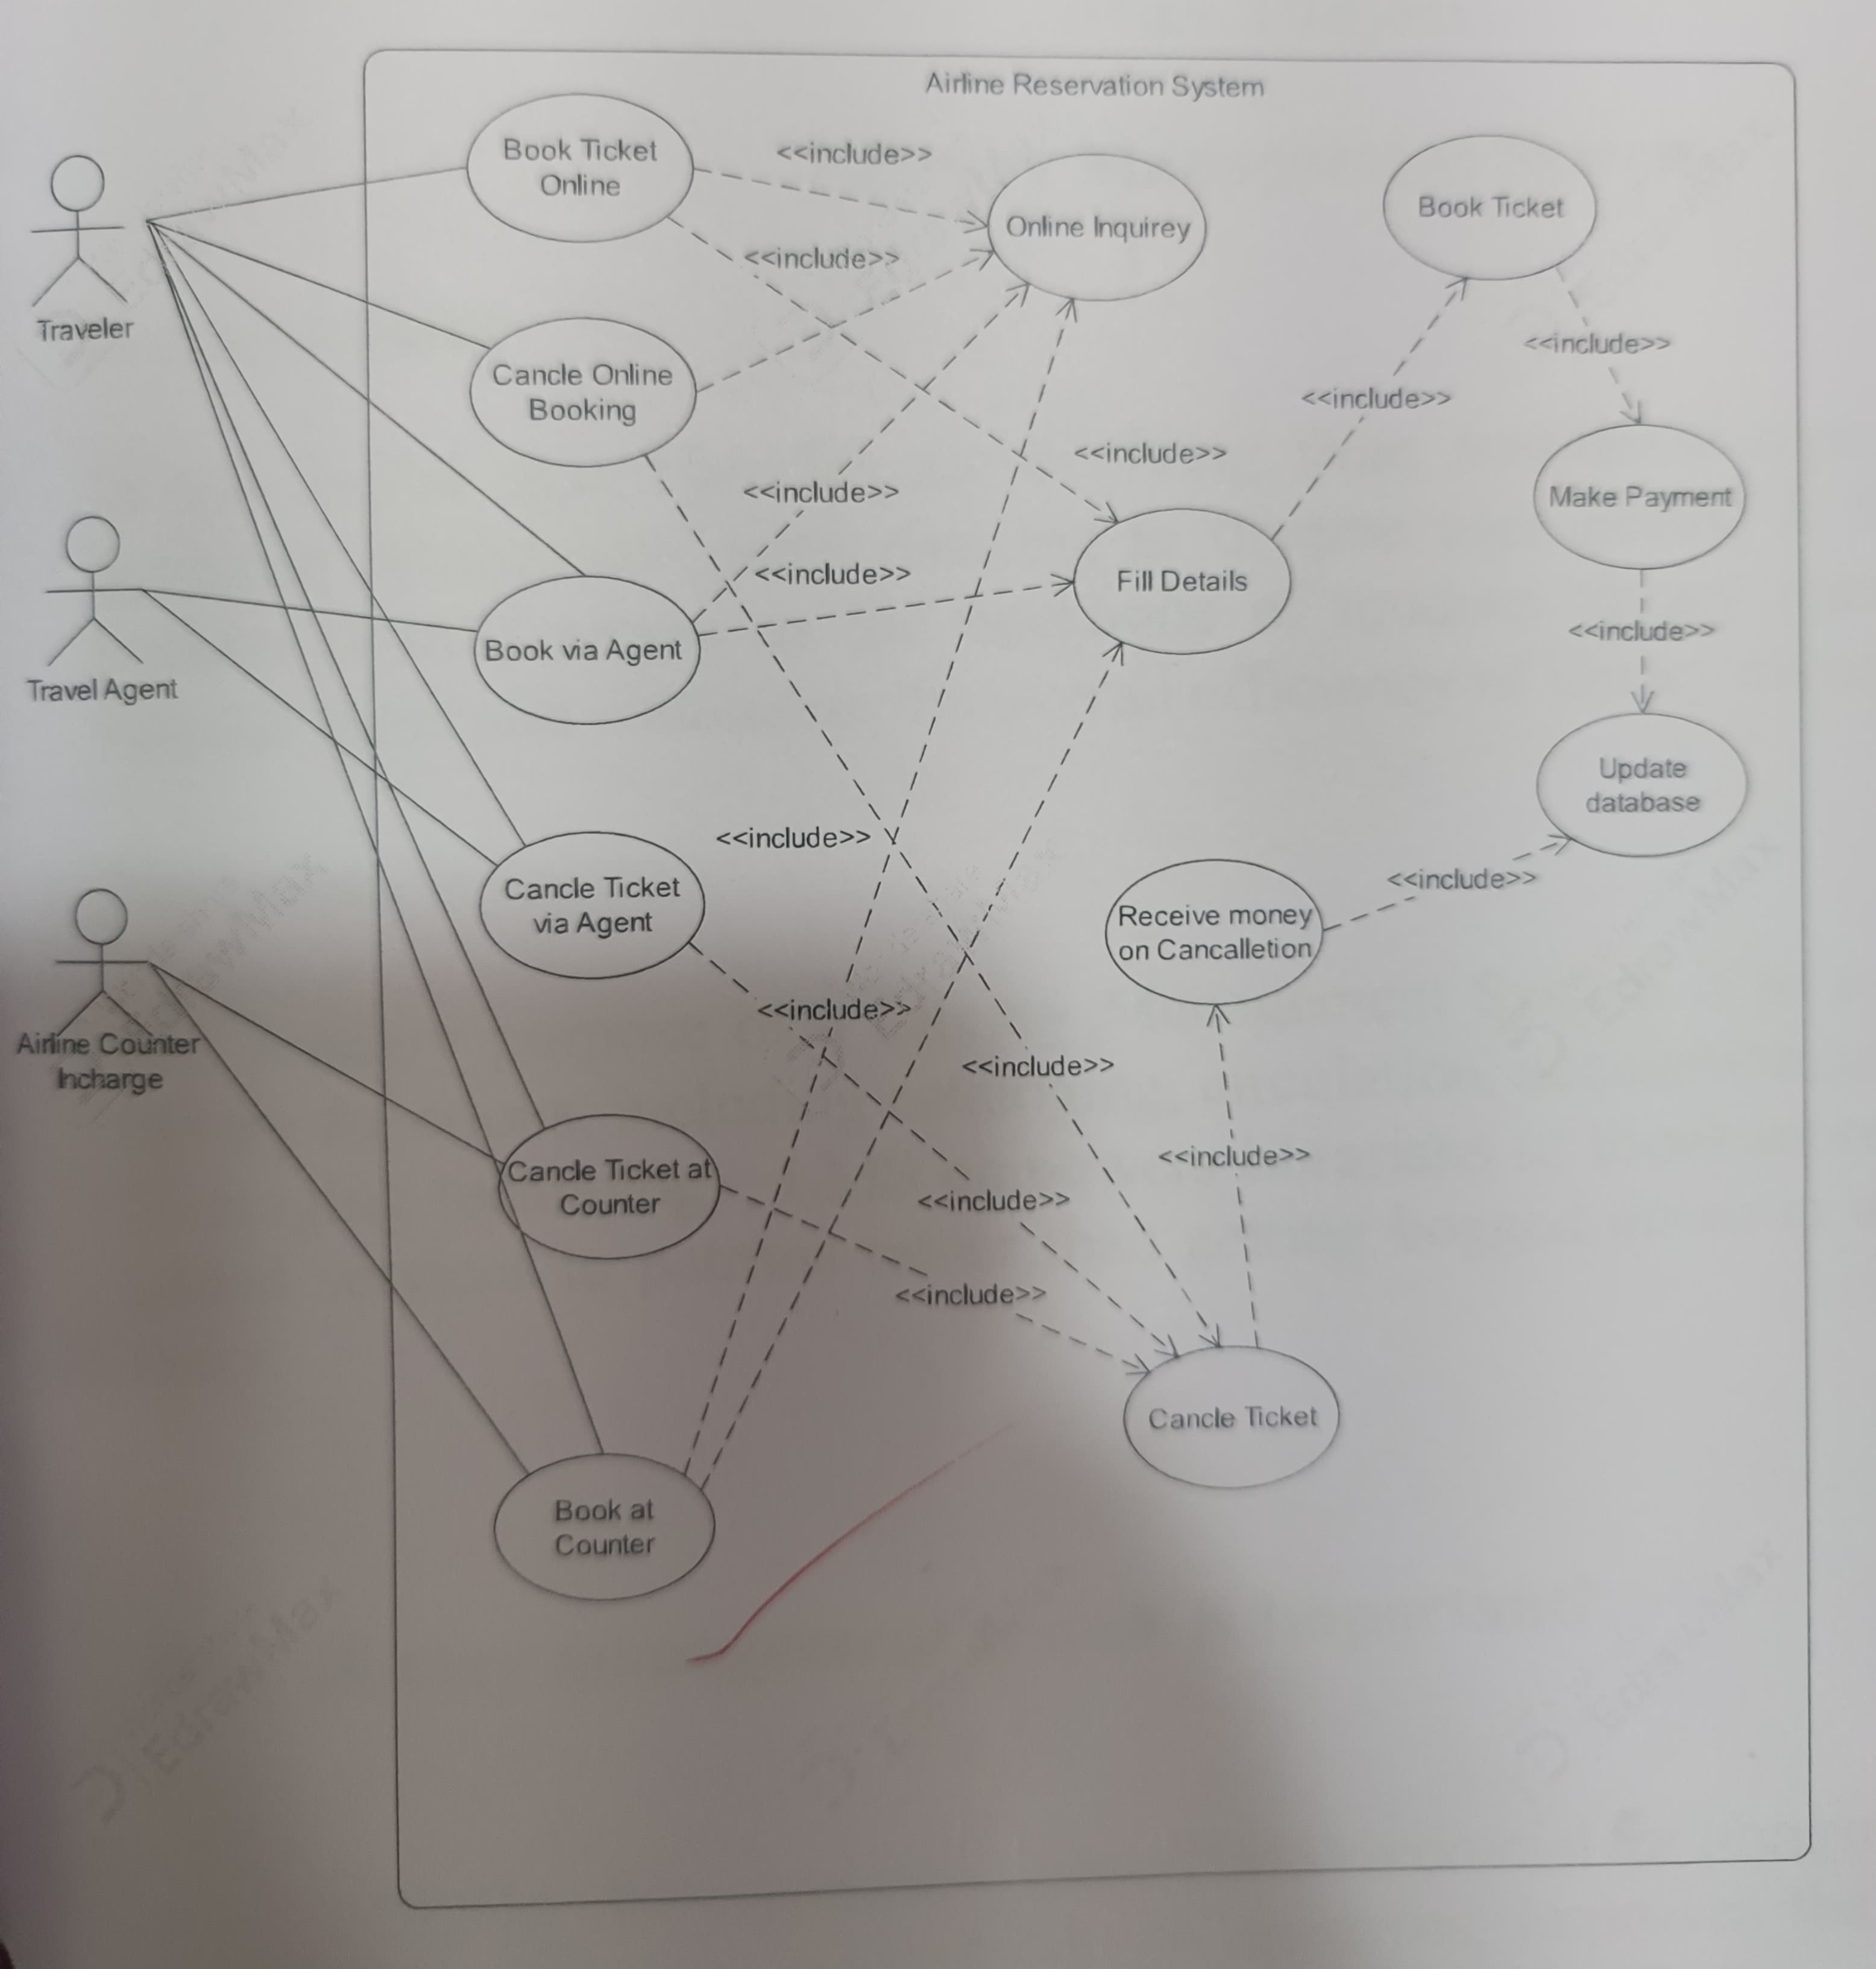 Airline Reservation System
Book Ticket
Online
<<include>>
Online Inquirey
Book Ticket
<<include>>
Traveler
Cancle Online
Booking
<<include>>
<<include>>
<<include>>
Make Payment
<<include>>
<<include>>
Fill Details
<<include>>
Book via Agent
Travel Agent
Update
database
<<include>>
Cancle Ticket
via Agent
<<include>>
Receive money
on Cancalletion
<<include>>
Airline Counter
Incharge
<<include>>
<<include>>
Cancle Ticket at
Counter
<<include>>
<<include>>
Cancle Ticket
Book at
Counter
EdrawMax